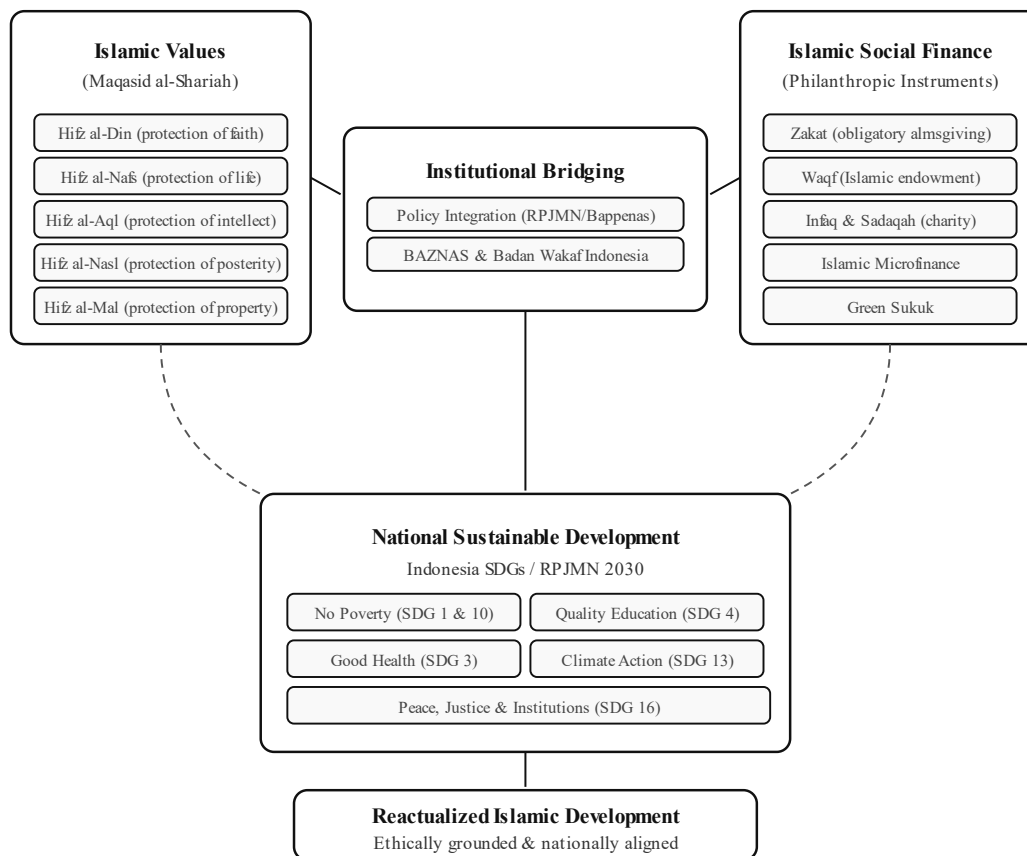 Islamic Values
(Maqasid al-Shariah)
Hifz al-Din (protection of faith)
Hifz al-Nafs (protection of life)
Hifz al-Aql (protection of intellect)
Hifz al-Nasl (protection of posterity)
Hifz al-Mal (protection of property)
Institutional Bridging
Policy Integration (RPJMN/Bappenas)
BAZNAS & Badan Wakaf Indonesia
Islamic Social Finance
(Philanthropic Instruments)
Zakat (obligatory almsgiving)
Waqf (Islamic endowment)
Infaq & Sadaqah (charity)
Islamic Microfinance
Green Sukuk
National Sustainable Development
Indonesia SDGs / RPJMN 2030
No Poverty (SDG 1 & 10)
Quality Education (SDG 4)
Good Health (SDG 3)
Climate Action (SDG 13)
Peace, Justice & Institutions (SDG 16)
Reactualized Islamic Development
Ethically grounded & nationally aligned